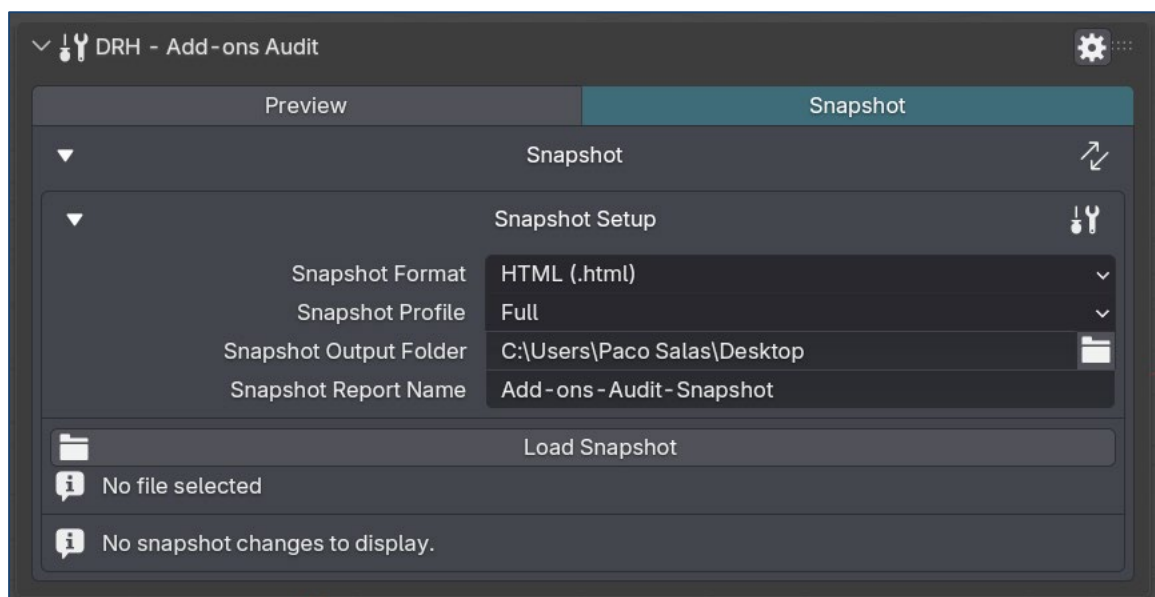 DRH - Add-ons Audit
Preview Snapshot
Snapshot
Snapshot Setup
Snapshot Format HTML (.html)
Snapshot Profile Full
Snapshot Output Folder C:\Users\Paco Salas\Desktop
Snapshot Report Name Add-ons-Audit-Snapshot
Load Snapshot
No file selected
No snapshot changes to display.